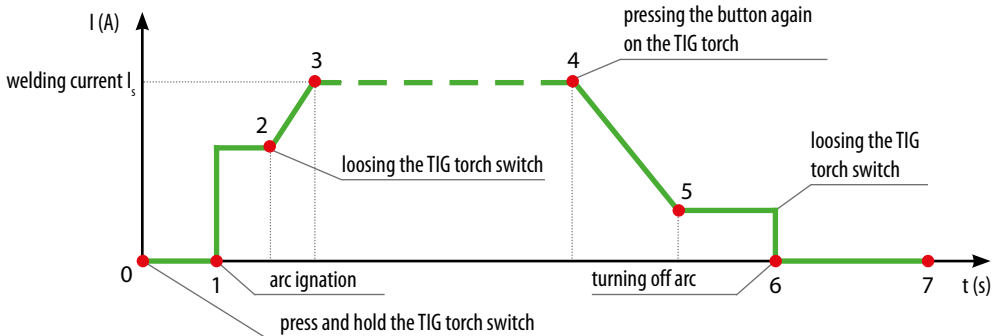 I (A)
pressing the button again
on the TIG torch
3
4
welding current Is
2
loosing the TIG torch switch
loosing the TIG
torch switch
5
0
1
arc ignation
turning off arc
6
7
t (s)
press and hold the TIG torch switch